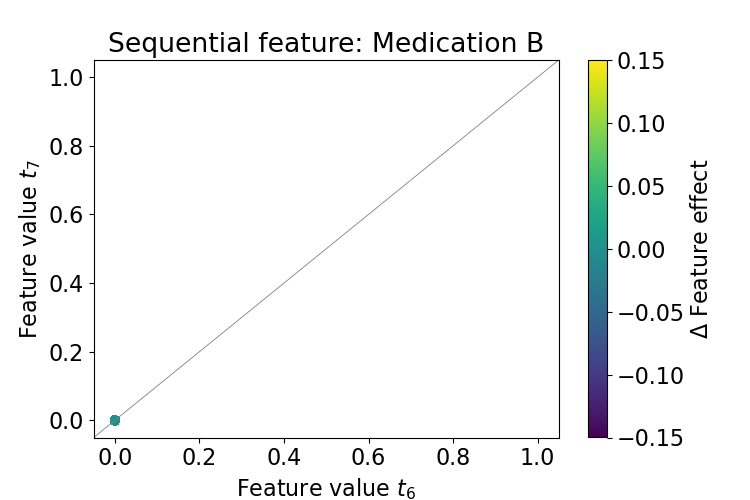 Sequential feature: Medication B
1.0
0.8
0.6
0.4
0.2
0.0
Feature value t₇
0.0 0.2 0.4 0.6 0.8 1.0
Feature value t₆
0.15
0.10
0.05
0.00
−0.05
−0.10
−0.15
Δ Feature effect